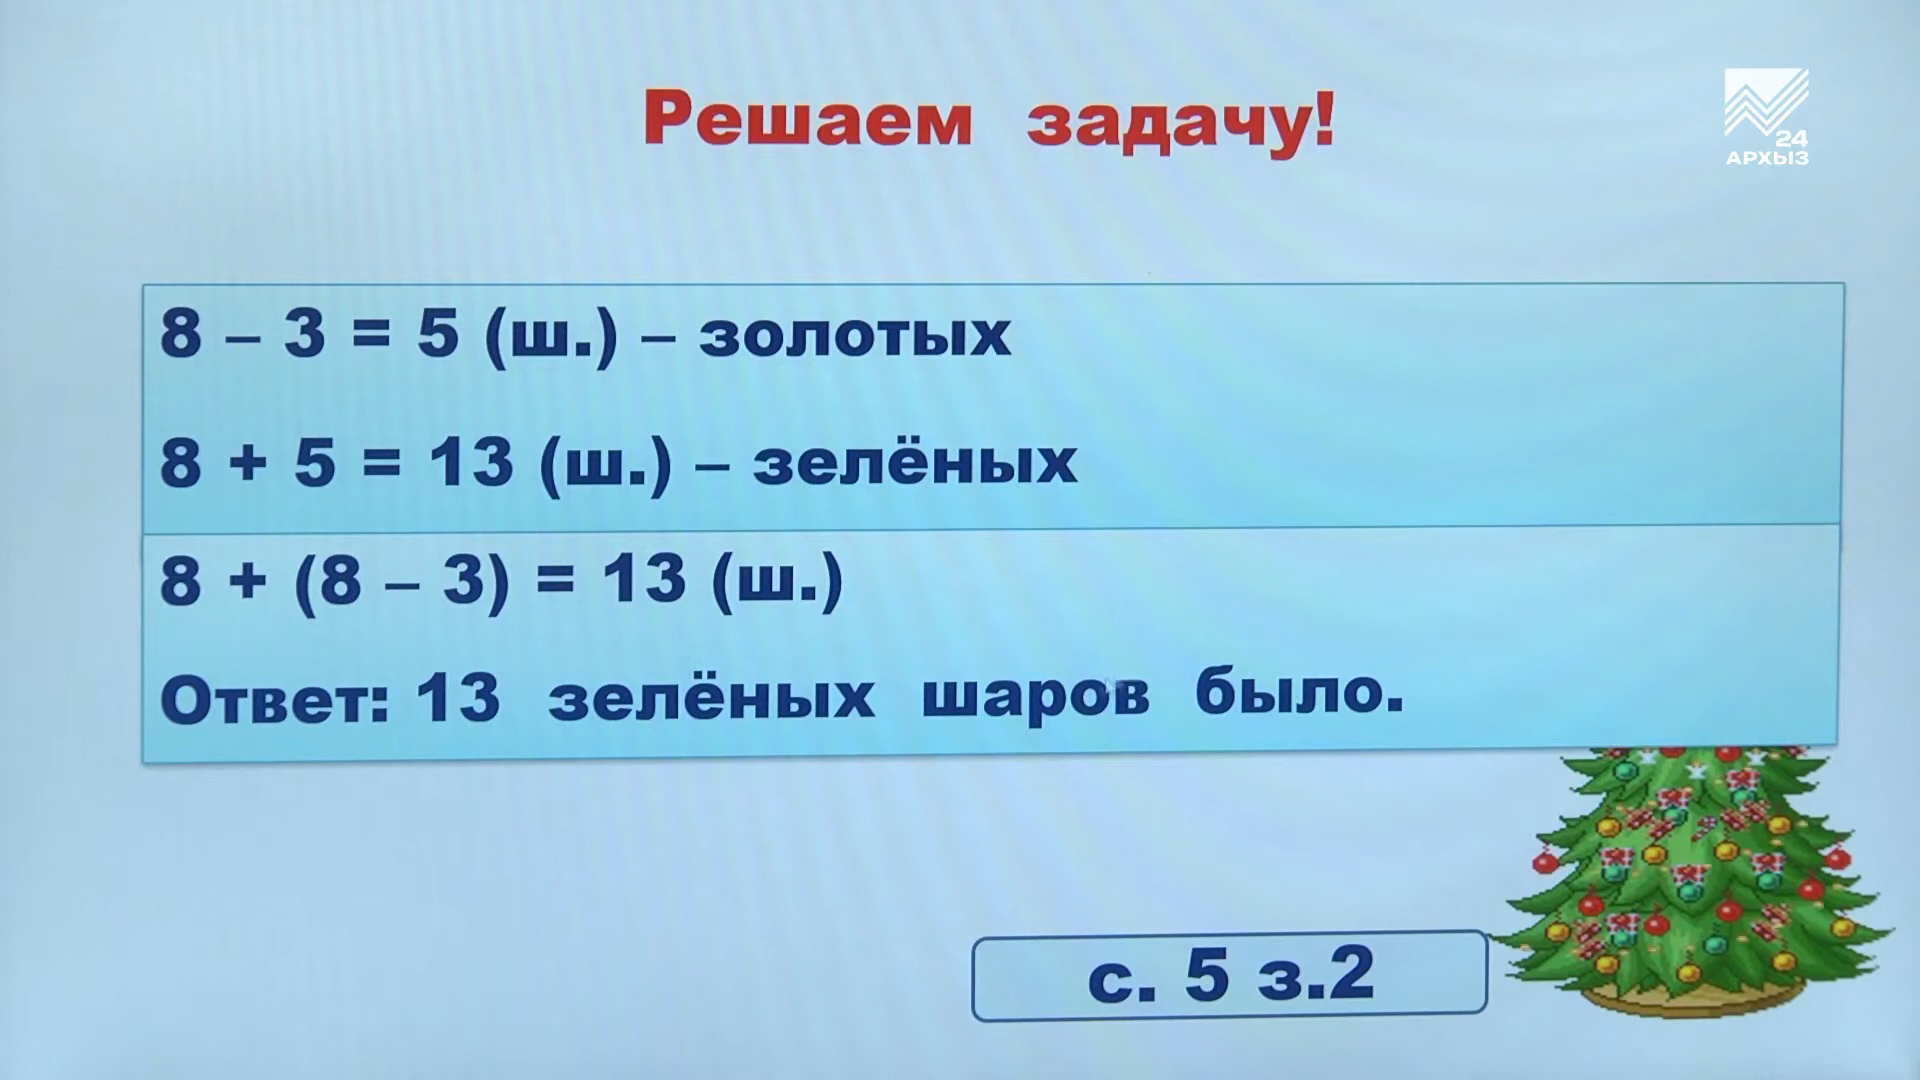 Решаем задачу!
24
АРХЫЗ
8 – 3 = 5 (ш.) – золотых
8 + 5 = 13 (ш.) – зелёных
8 + (8 – 3) = 13 (ш.)
Ответ: 13 зелёных шаров было.
с. 5 з.2